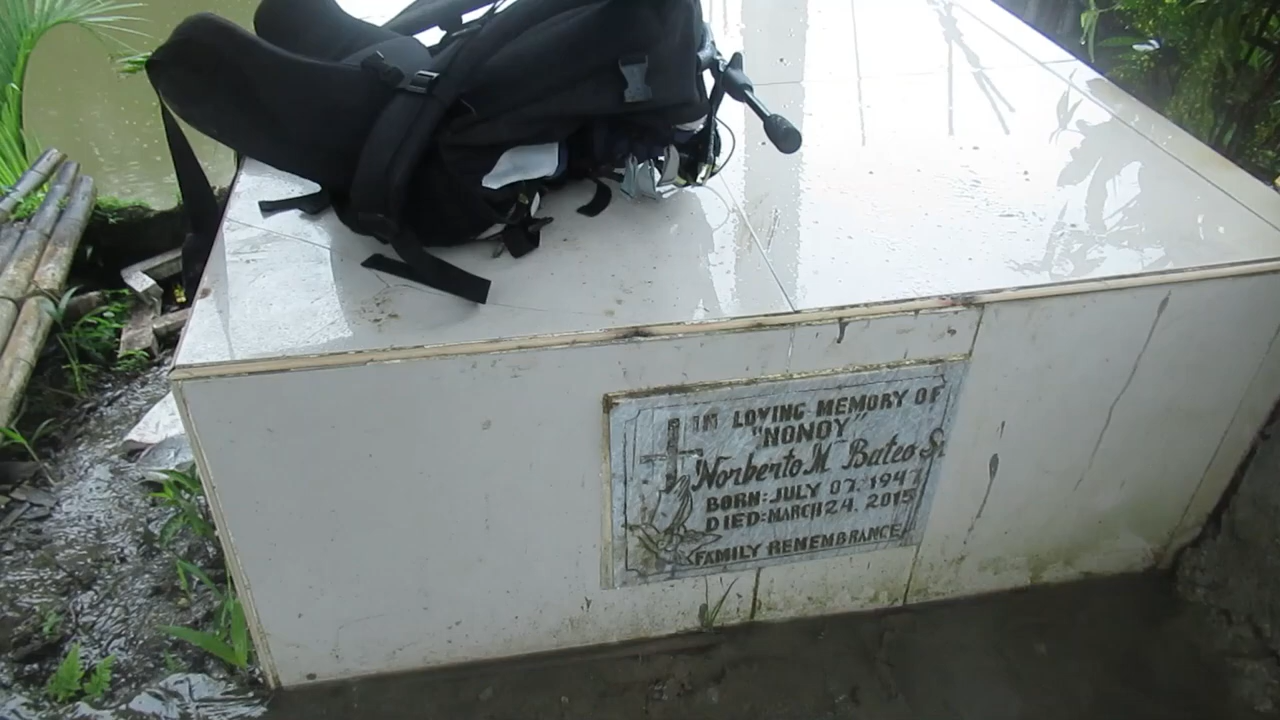 IN LOVING MEMORY OF
"NONOY"
Norberto M. Bateo Sr.
BORN: JULY 07, 1947
DIED: MARCH 24, 2015
FAMILY REMEMBRANCE